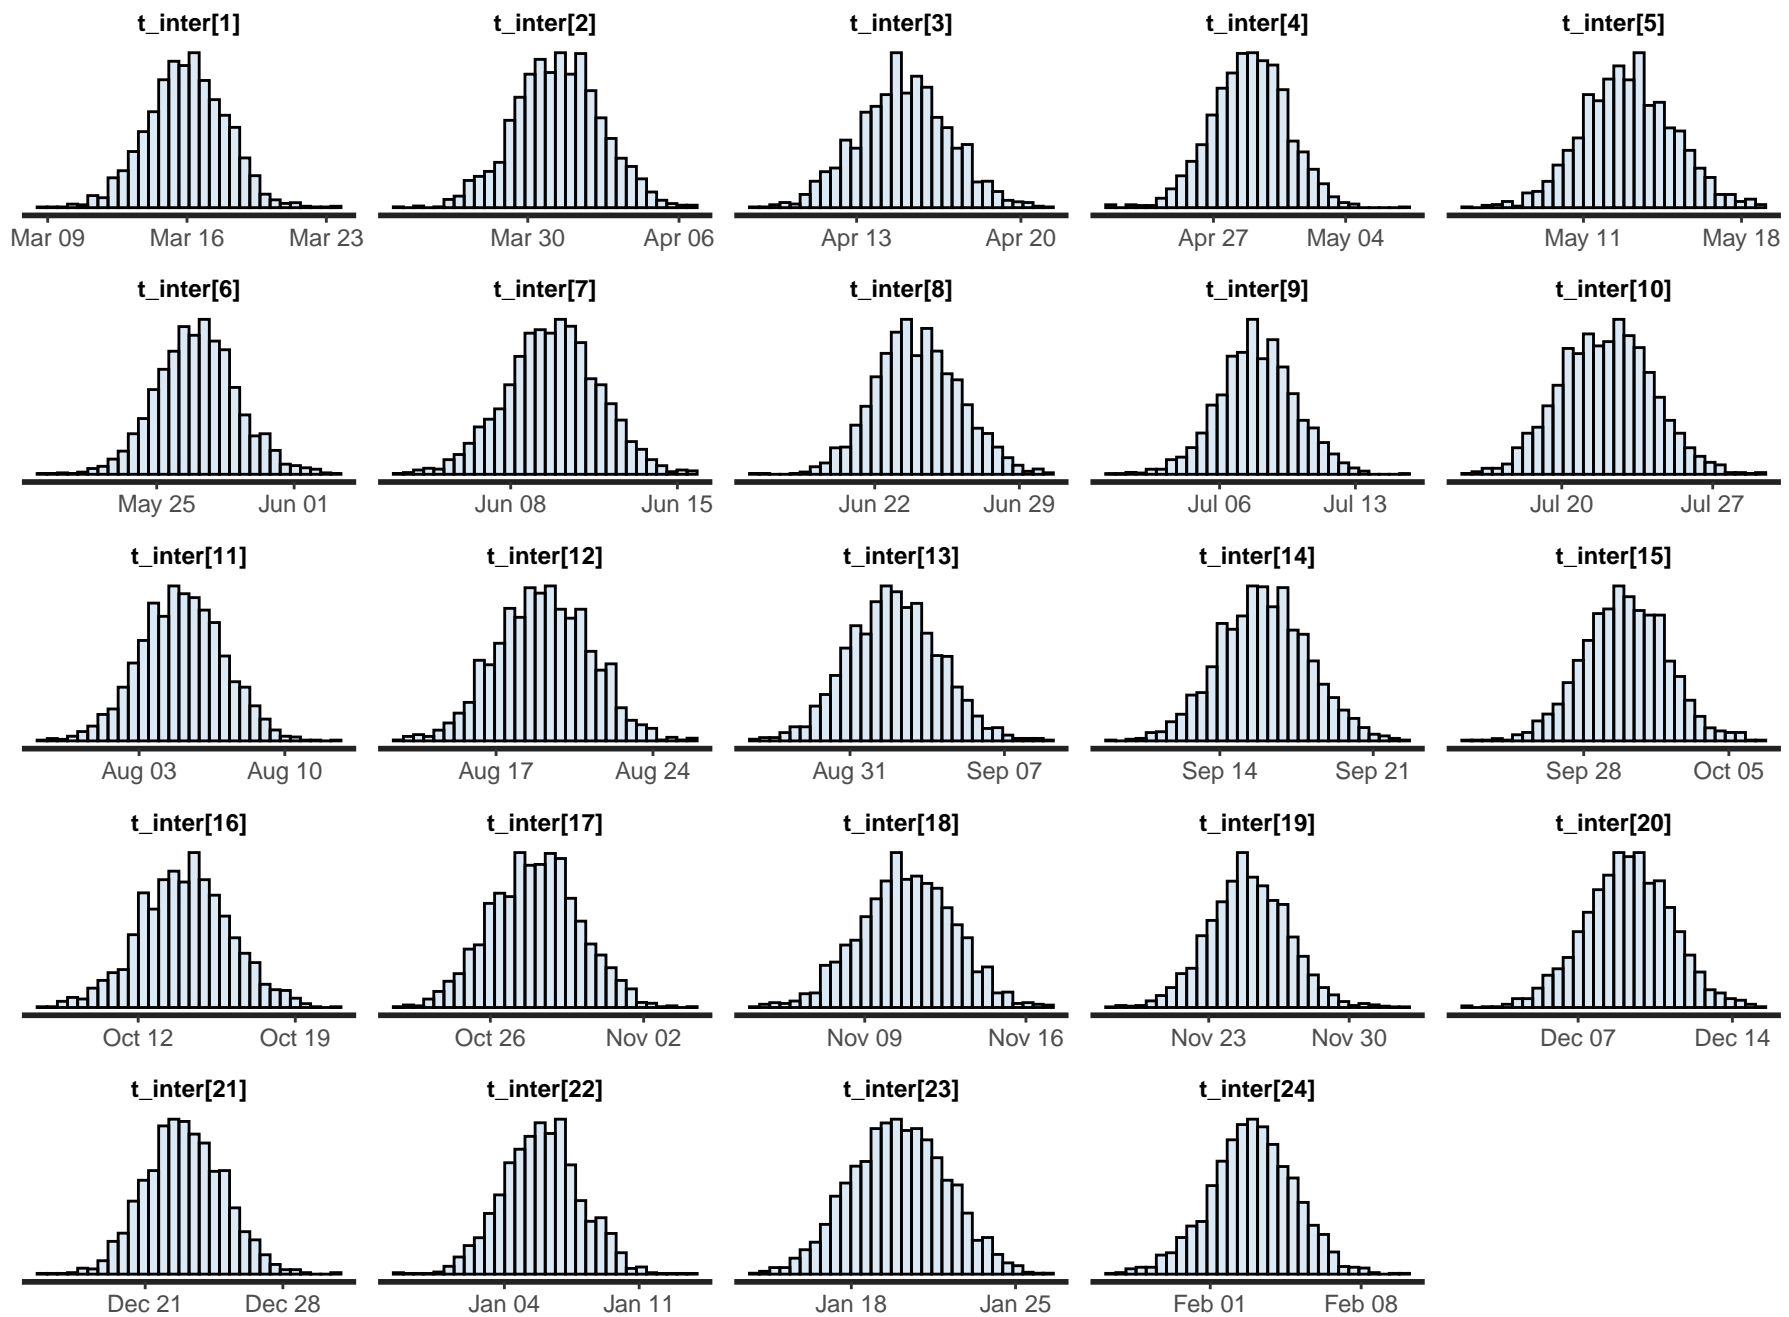 t_inter[1] t_inter[2] t_inter[3] t_inter[4] t_inter[5]
Mar 09 Mar 16 Mar 23 Mar 30 Apr 06 Apr 13 Apr 20 Apr 27 May 04 May 11 May 18
t_inter[6] t_inter[7] t_inter[8] t_inter[9] t_inter[10]
May 25 Jun 01 Jun 08 Jun 15 Jun 22 Jun 29 Jul 06 Jul 13 Jul 20 Jul 27
t_inter[11] t_inter[12] t_inter[13] t_inter[14] t_inter[15]
Aug 03 Aug 10 Aug 17 Aug 24 Aug 31 Sep 07 Sep 14 Sep 21 Sep 28 Oct 05
t_inter[16] t_inter[17] t_inter[18] t_inter[19] t_inter[20]
Oct 12 Oct 19 Oct 26 Nov 02 Nov 09 Nov 16 Nov 23 Nov 30 Dec 07 Dec 14
t_inter[21] t_inter[22] t_inter[23] t_inter[24]
Dec 21 Dec 28 Jan 04 Jan 11 Jan 18 Jan 25 Feb 01 Feb 08